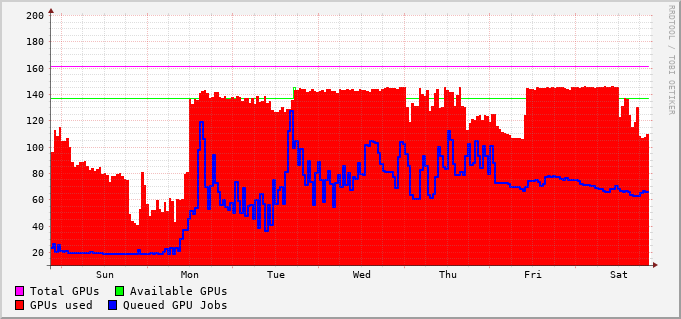 200
180
160
140
120
100
80
60
40
20
Sun Mon Tue Wed Thu Fri Sat
Total GPUs Available GPUs
GPUs used Queued GPU Jobs
RRDTOOL / TOBI OETIKER